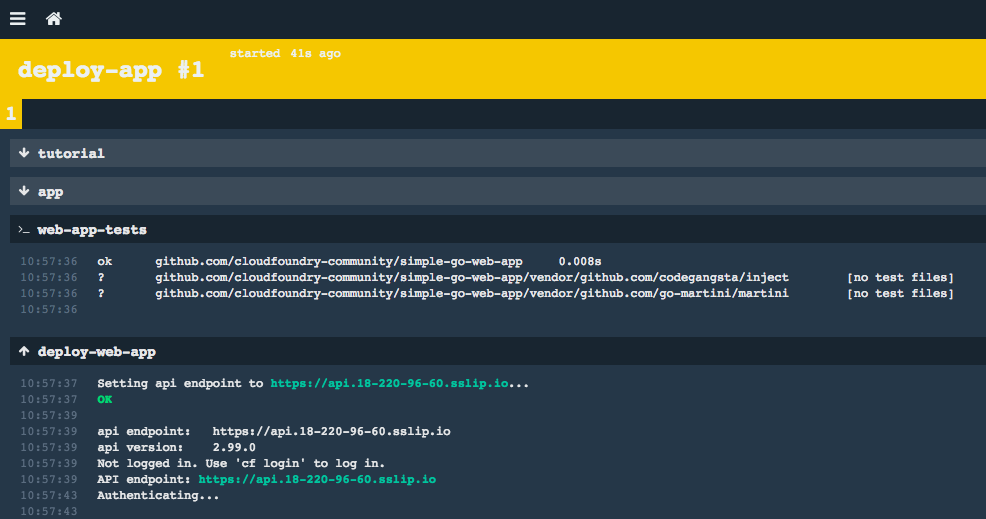 started 41s ago
deploy-app #1
1
tutorial
app
>_ web-app-tests
10:57:36 ok github.com/cloudfoundry-community/simple-go-web-app 0.008s
10:57:36 ? github.com/cloudfoundry-community/simple-go-web-app/vendor/github.com/codegangsta/inject [no test files]
10:57:36 ? github.com/cloudfoundry-community/simple-go-web-app/vendor/github.com/go-martini/martini [no test files]
10:57:36
deploy-web-app
10:57:37 Setting api endpoint to https://api.18-220-96-60.sslip.io...
10:57:37 OK
10:57:39
10:57:39 api endpoint: https://api.18-220-96-60.sslip.io
10:57:39 api version: 2.99.0
10:57:39 Not logged in. Use 'cf login' to log in.
10:57:39 API endpoint: https://api.18-220-96-60.sslip.io
10:57:43 Authenticating...
10:57:43